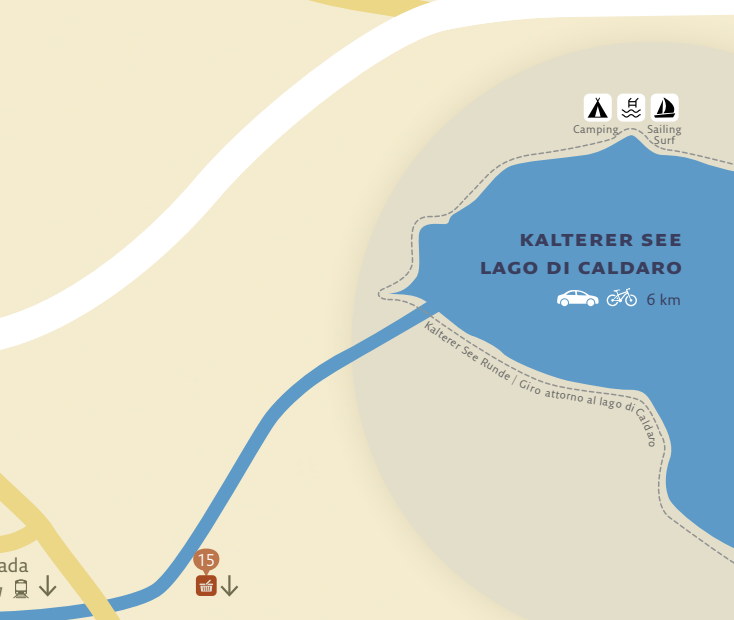 Camping
Sailing
Surf
KALTERER SEE
LAGO DI CALDARO
6 km
Kalterer See Runde | Giro attorno al lago di Caldaro
15
ada